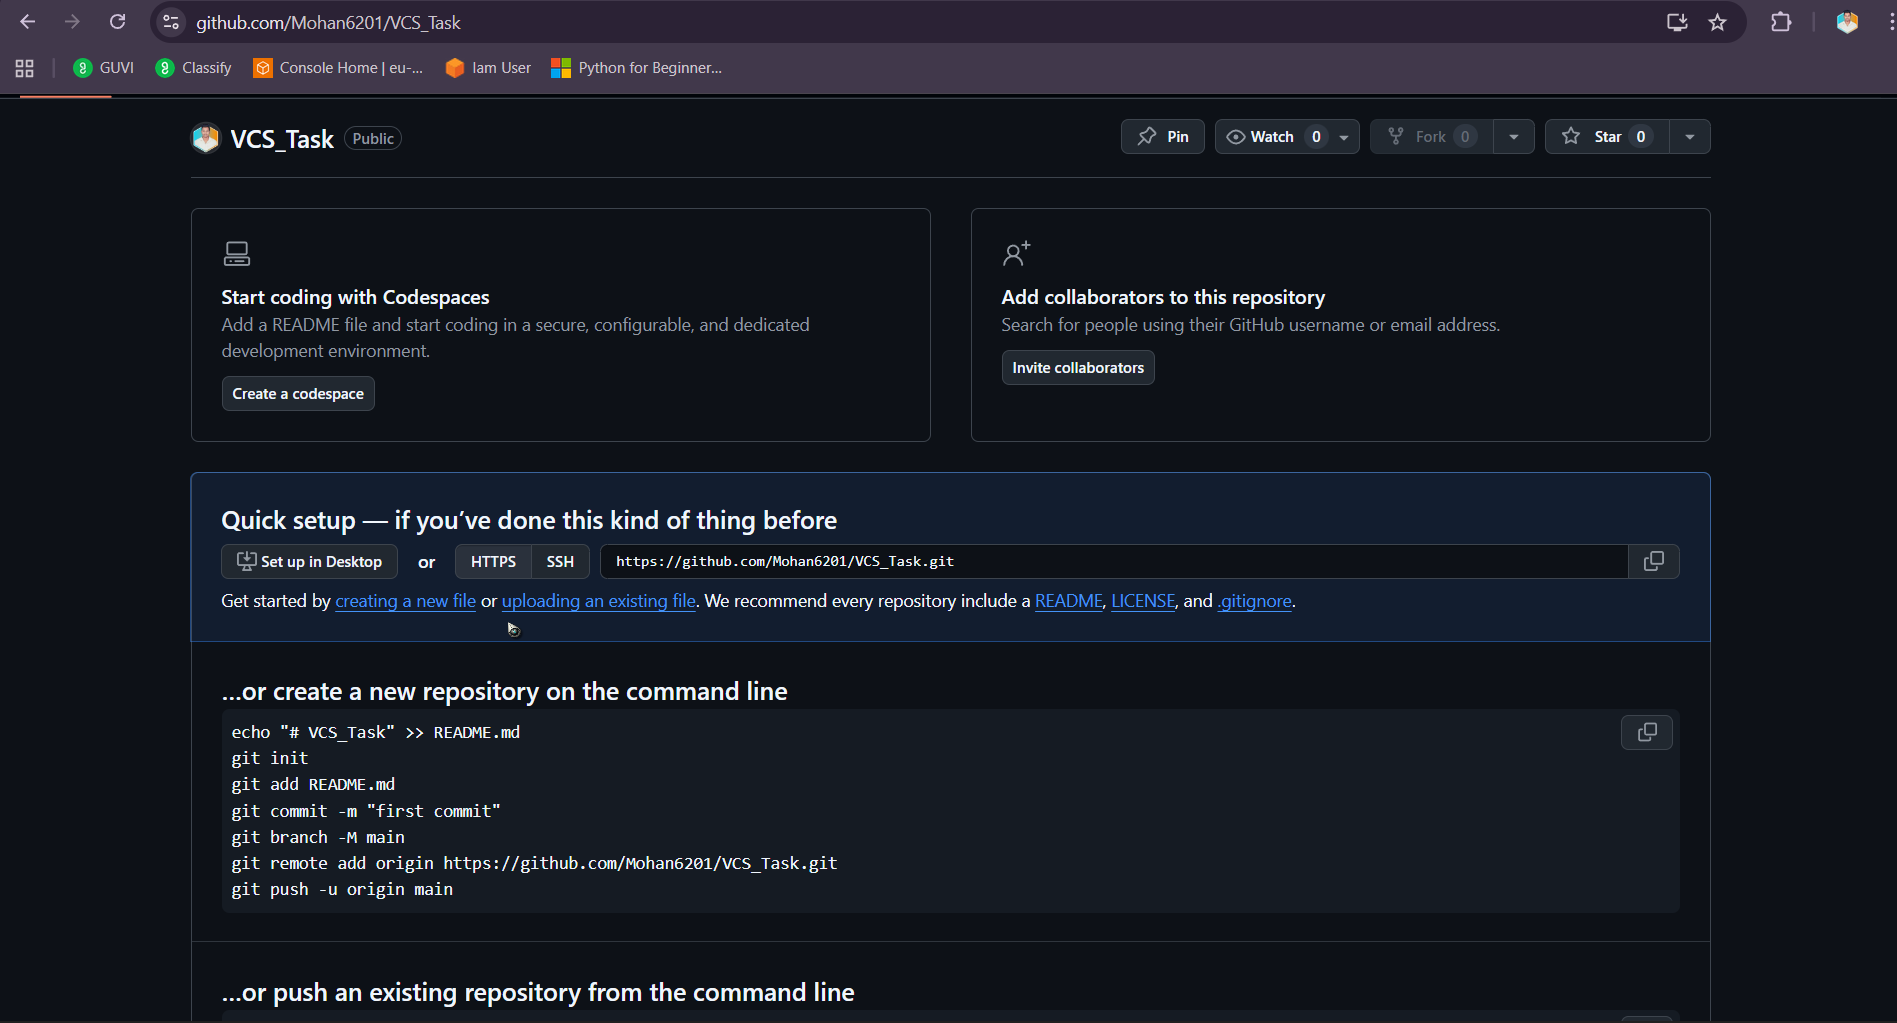 github.com/Mohan6201/VCS_Task
GUVI Classify Console Home | eu-... Iam User Python for Beginner...
VCS_Task Public Pin Watch 0 Fork 0 Star 0
Start coding with Codespaces
Add a README file and start coding in a secure, configurable, and dedicated
development environment.
Create a codespace
Add collaborators to this repository
Search for people using their GitHub username or email address.
Invite collaborators
Quick setup — if you’ve done this kind of thing before
Set up in Desktop or HTTPS SSH https://github.com/Mohan6201/VCS_Task.git
Get started by creating a new file or uploading an existing file. We recommend every repository include a README, LICENSE, and .gitignore.
...or create a new repository on the command line
echo "# VCS_Task" >> README.md
git init
git add README.md
git commit -m "first commit"
git branch -M main
git remote add origin https://github.com/Mohan6201/VCS_Task.git
git push -u origin main
...or push an existing repository from the command line